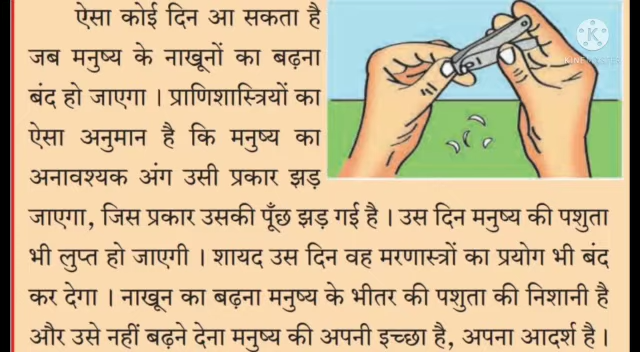 ऐसा कोई दिन आ सकता है
जब मनुष्य के नाखूनों का बढ़ना
बंद हो जाएगा । प्राणिशास्त्रियों का
ऐसा अनुमान है कि मनुष्य का
अनावश्यक अंग उसी प्रकार झड़
जाएगा, जिस प्रकार उसकी पूँछ झड़ गई है । उस दिन मनुष्य की पशुता
भी लुप्त हो जाएगी । शायद उस दिन वह मरणास्त्रों का प्रयोग भी बंद
कर देगा । नाखून का बढ़ना मनुष्य के भीतर की पशुता की निशानी है
और उसे नहीं बढ़ने देना मनुष्य की अपनी इच्छा है, अपना आदर्श है ।
K